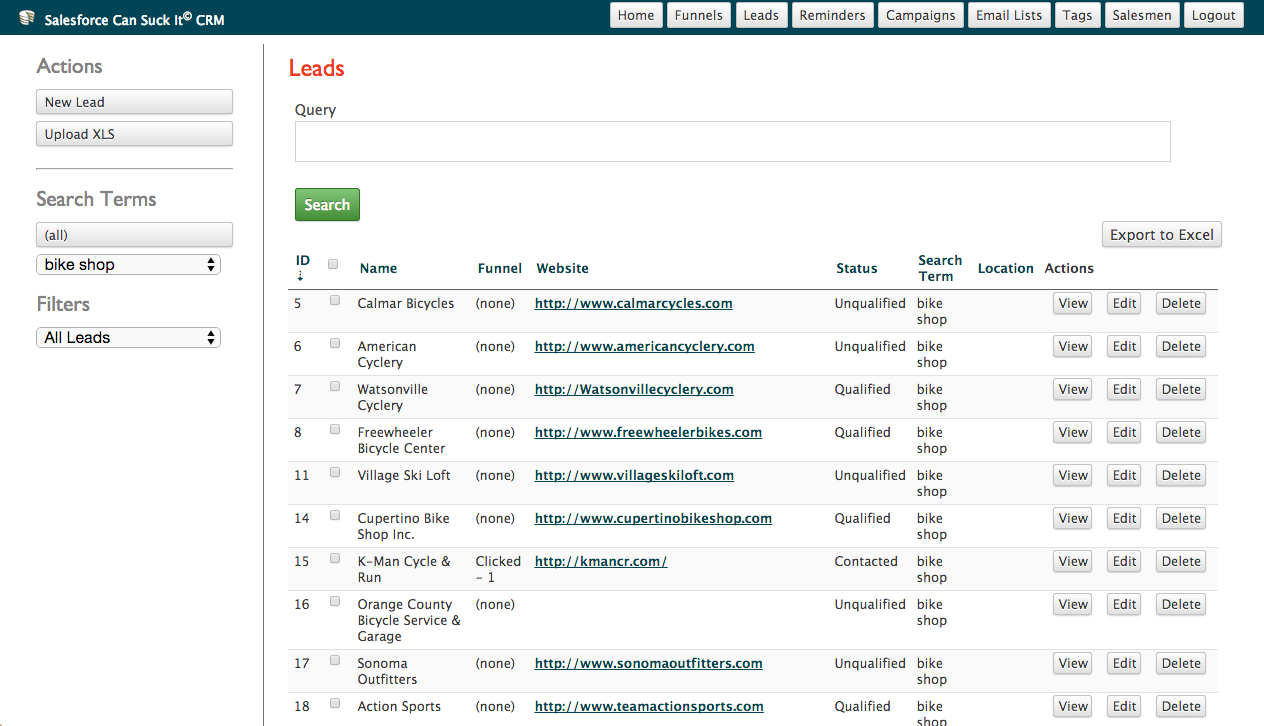 Salesforce Can Suck It© CRM
Home Funnels Leads Reminders Campaigns Email Lists Tags Salesmen Logout
Actions
New Lead
Upload XLS
Search Terms
(all)
bike shop
Filters
All Leads
Leads
Query
Search
Export to Excel
ID ↓ Name Funnel Website Status Search Term Location Actions
5 Calmar Bicycles (none) http://www.calmarcycles.com Unqualified bike View Edit Delete
shop
6 American (none) http://www.americancyclery.com Unqualified bike View Edit Delete
Cyclery shop
7 Watsonville (none) http://Watsonvillecyclery.com Qualified bike View Edit Delete
Cyclery shop
8 Freewheeler (none) http://www.freewheelerbikes.com Qualified bike View Edit Delete
Bicycle Center shop
11 Village Ski Loft (none) http://www.villageskiloft.com Unqualified bike View Edit Delete
shop
14 Cupertino Bike (none) http://www.cupertinobikeshop.com Qualified bike View Edit Delete
Shop Inc. shop
15 K-Man Cycle & Clicked http://kmancr.com/ Contacted bike View Edit Delete
Run - 1 shop
16 Orange County (none) Unqualified bike View Edit Delete
Bicycle Service & shop
Garage
17 Sonoma (none) http://www.sonomaoutfitters.com Unqualified bike View Edit Delete
Outfitters shop
18 Action Sports (none) http://www.teamactionsports.com Qualified bike View Edit Delete
shop